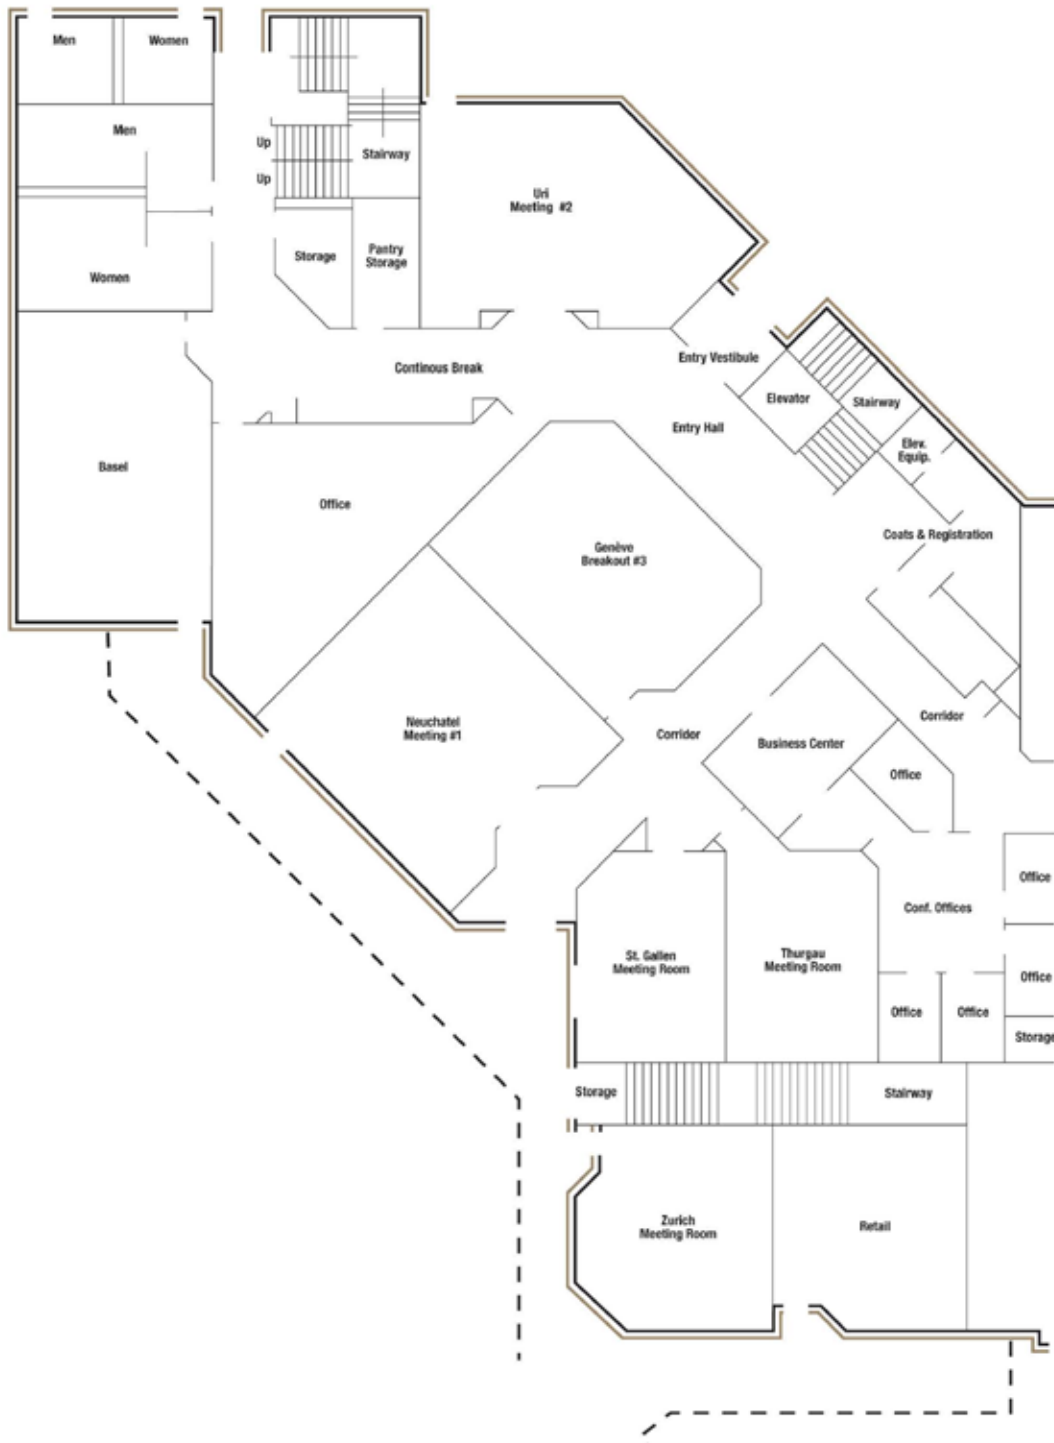 Men
Women
Men
Up
Up
Stairway
Uri
Meeting #2
Women
Storage
Pantry
Storage
Continous Break
Entry Vestibule
Elevator
Stairway
Entry Hall
Elev.
Equip.
Basel
Office
Coats & Registration
Genève
Breakout #3
Neuchatel
Meeting #1
Corridor
Business Center
Corridor
Office
Office
Conf. Offices
St. Gallen
Meeting Room
Thurgau
Meeting Room
Office
Office
Office
Storage
Storage
Stairway
Zurich
Meeting Room
Retail